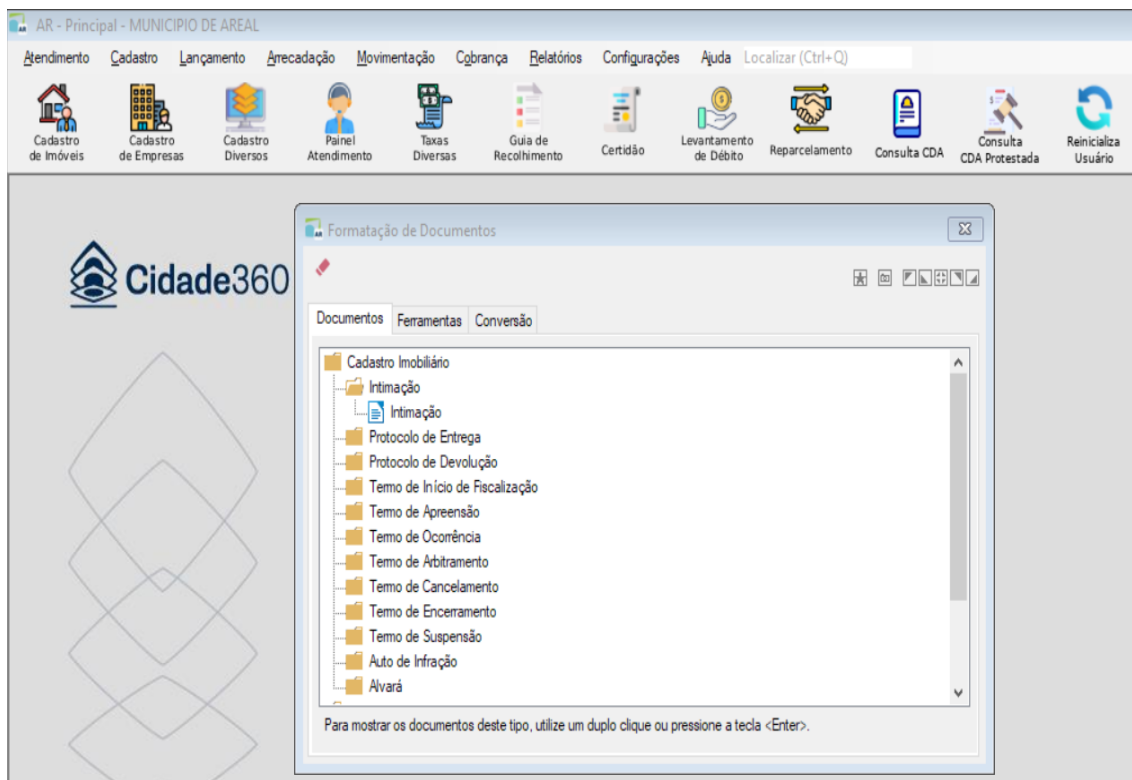 AR - Principal - MUNICIPIO DE AREAL
Atendimento Cadastro Lançamento Arrecadação Movimentação Cobrança Relatórios Configurações Ajuda Localizar (Ctrl+Q)
Cadastro de Imóveis
Cadastro de Empresas
Cadastro Diversos
Painel Atendimento
Taxas Diversas
Guia de Recolhimento
Certidão
Levantamento de Débito
Reparcelamento
Consulta CDA
Consulta CDA Protestada
Reinicializa Usuário
Cidade360
Formatação de Documentos
Documentos Ferramentas Conversão
Cadastro Imobiliário
Intimação
Intimação
Protocolo de Entrega
Protocolo de Devolução
Termo de Início de Fiscalização
Termo de Apreensão
Termo de Ocorrência
Termo de Arbitramento
Termo de Cancelamento
Termo de Encerramento
Termo de Suspensão
Auto de Infração
Alvará
Para mostrar os documentos deste tipo, utilize um duplo clique ou pressione a tecla <Enter>.